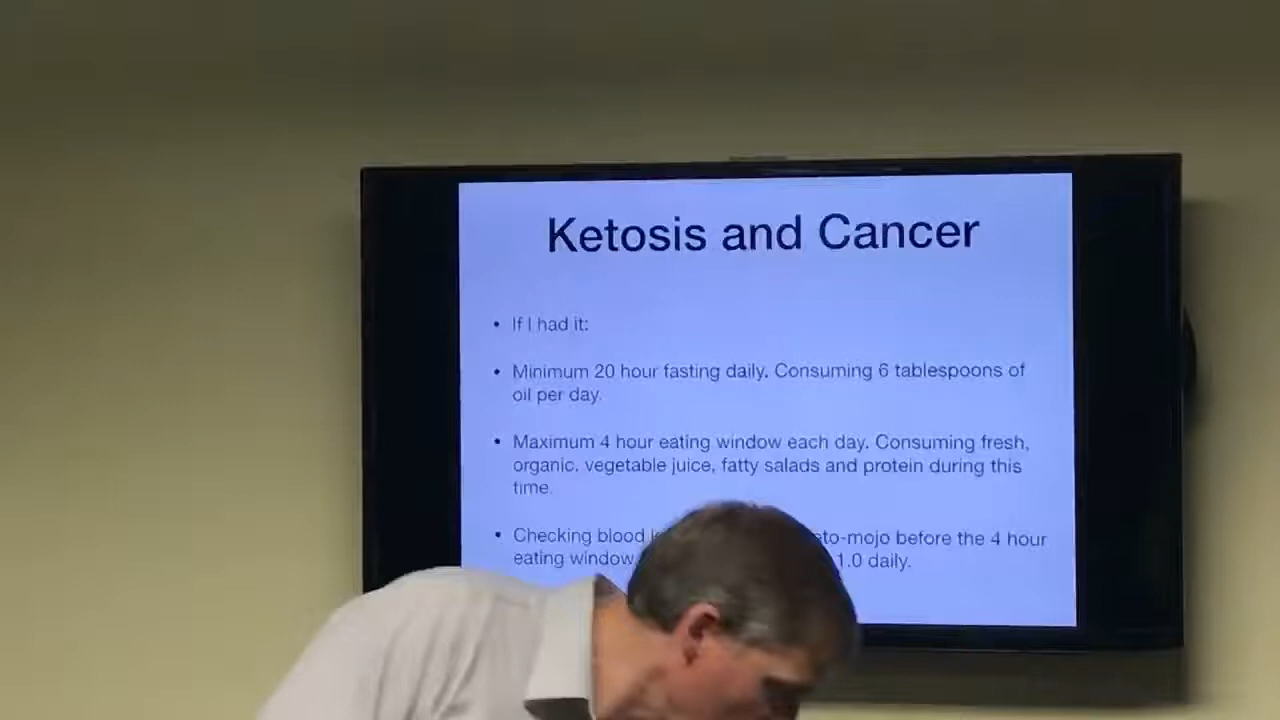 Ketosis and Cancer
• If I had it:
• Minimum 20 hour fasting daily. Consuming 6 tablespoons of
oil per day.
• Maximum 4 hour eating window each day. Consuming fresh,
organic, vegetable juice, fatty salads and protein during this
time.
• Checking blood to-mojo before the 4 hour
eating window 1.0 daily.